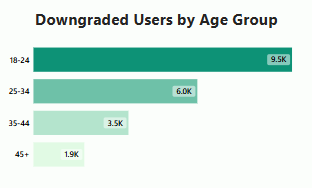 Downgraded Users by Age Group
18-24 9.5K
25-34 6.0K
35-44 3.5K
45+ 1.9K